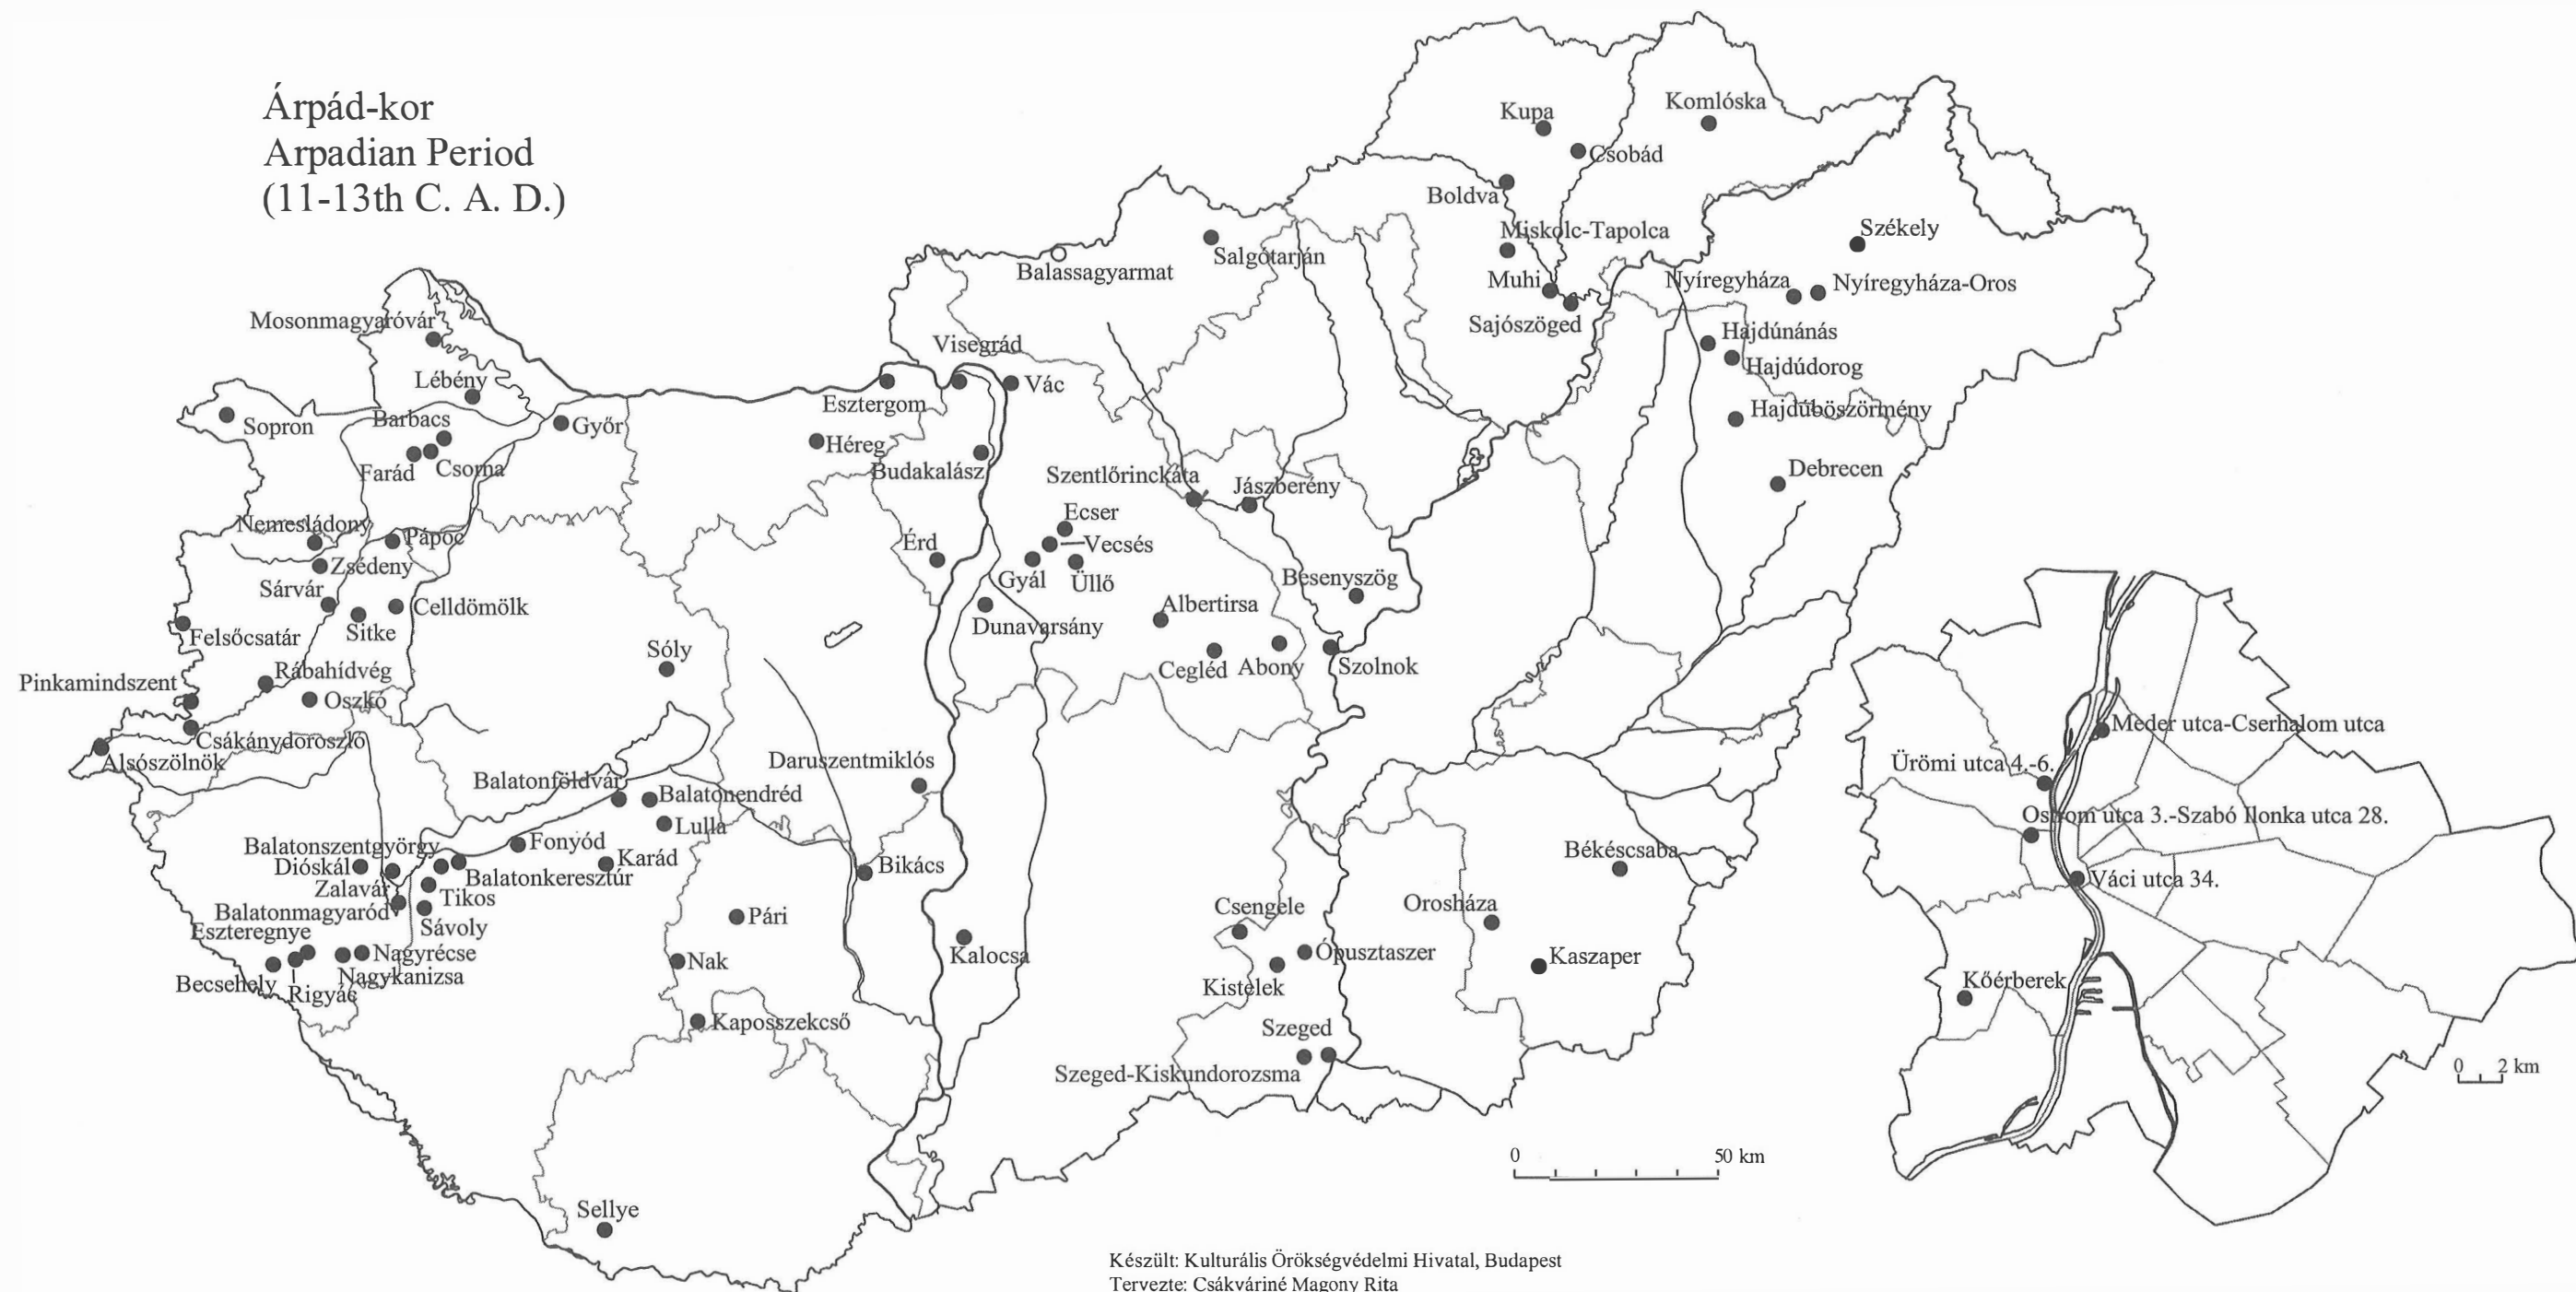 Árpád-kor
Arpadian Period
(11-13th C. A. D.)
Kupa
Komlóska
Csobád
Boldva
Miskolc-Tapolca
Székely
Balassagyarmat
Salgótarján
Muhi
Nyíregyháza
Nyíregyháza-Oros
Sajószöged
Hajdúnánás
Hajdúdorog
Hajdúböszörmény
Debrecen
Mosonmagyaróvár
Lébény
Sopron
Barbacs
Győr
Farád
Csorna
Visegrád
Vác
Esztergom
Héreg
Budakalász
Szentlőrinckáta
Jászberény
Ecser
Vecsés
Érd
Gyál
Üllő
Besenyszög
Nemesládony
Pápoc
Zsédeny
Sárvár
Celldömölk
Sitke
Felsőcsatár
Dunavarsány
Albertirsa
Cegléd
Abony
Szolnok
Sóly
Rábahídvég
Pinkamindszent
Oszkó
Csákánydoroszló
Alsószölnök
Daruszentmiklós
Balatonföldvár
Balatonendréd
Lulla
Fonyód
Karád
Balatonszentgyörgy
Dióskál
Zalavár
Balatonkeresztúr
Tikos
Balatonmagyaród
Sávoly
Eszteregnye
Nagyrécse
Becsehely
Rigyác
Nagykanizsa
Bikács
Pári
Nak
Kalocsa
Kaposszekcső
Sellye
Békéscsaba
Orosháza
Kaszaper
Csengele
Ópusztaszer
Kistelek
Szeged
Szeged-Kiskundorozsma
Meder utca-Cserhalom utca
Ürömi utca 4.-6.
Ostrom utca 3.-Szabó Ilonka utca 28.
Váci utca 34.
Kőérberek
0 2 km
0 50 km
Készült: Kulturális Örökségvédelmi Hivatal, Budapest
Tervezte: Csákváriné Magony Rita